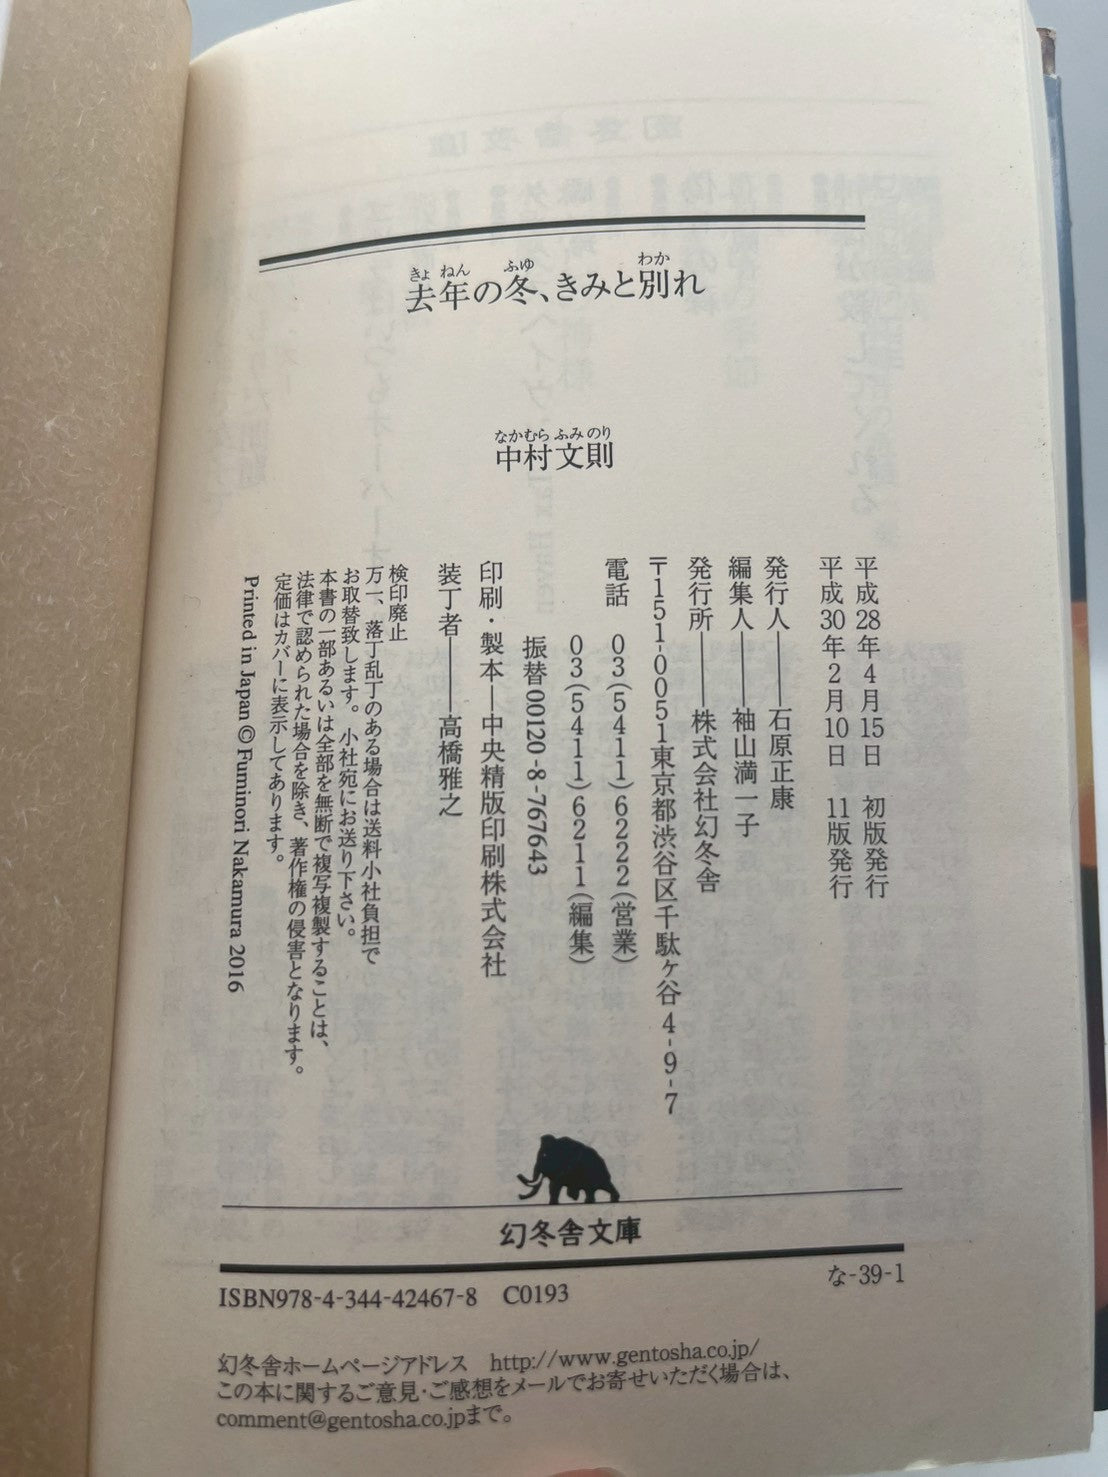 去年の冬、きみと別れ
中村文則
平成28年4月15日 初版発行
平成30年2月10日 11版発行
発行人――石原正康
編集人――袖山満一子
発行所――株式会社幻冬舎
〒151-0051東京都渋谷区千駄ヶ谷4-9-7
電話 03(5411)6222(営業)
03(5411)6211(編集)
振替00120-8-767643
印刷・製本―中央精版印刷株式会社
装丁者――高橋雅之
検印廃止
万一、落丁乱丁のある場合は送料小社負担で
お取替致します。小社宛にお送り下さい。
本書の一部あるいは全部を無断で複写複製することは、
法律で認められた場合を除き、著作権の侵害となります。
定価はカバーに表示してあります。
Printed in Japan © Fuminori Nakamura 2016
幻冬舎文庫
ISBN978-4-344-42467-8 C0193
な-39-1
幻冬舎ホームページアドレス http://www.gentosha.co.jp/
この本に関するご意見・ご感想をメールでお寄せいただく場合は、
comment@gentosha.co.jpまで。